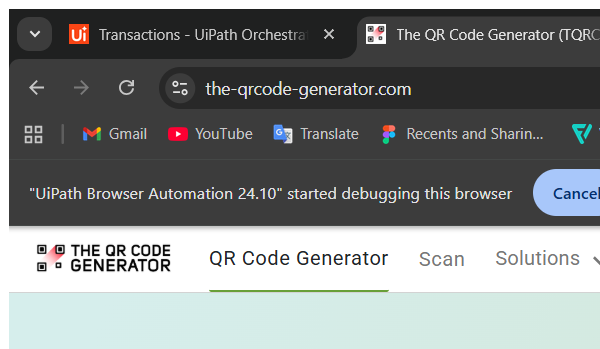 Transactions - UiPath Orchestra
The QR Code Generator (TQRC
the-qrcode-generator.com
Gmail
YouTube
Translate
Recents and Sharin...
"UiPath Browser Automation 24.10" started debugging this browser
Cancel
THE QR CODE
GENERATOR
QR Code Generator
Scan
Solutions